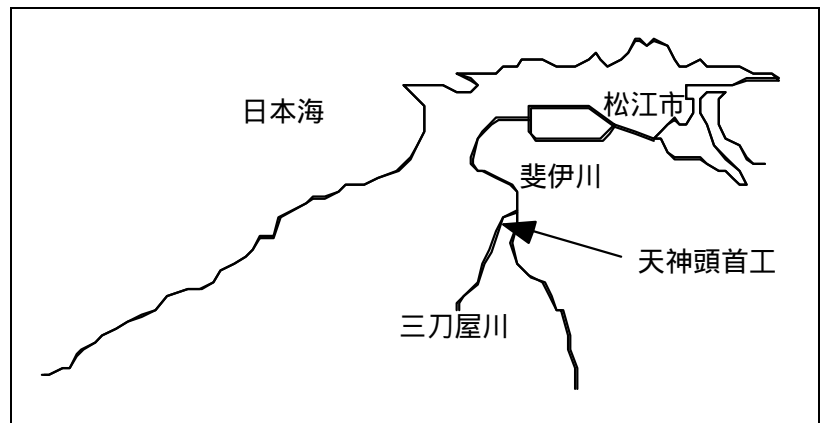 松江市
日本海
斐伊川
天神頭首工
三刀屋川